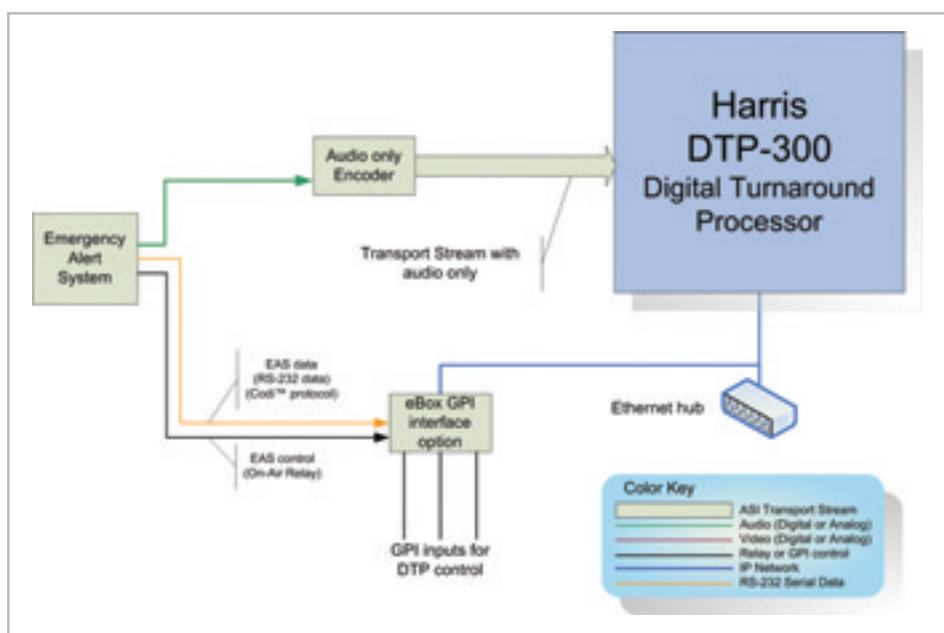 Harris
DTP-300
Digital Turnaround
Processor
Audio only
Encoder
Emergency
Alert
System
Transport Stream with
audio only
EAS data
(RS-232 data)
(Codi™ protocol)
eBox GPI
interface
option
Ethernet hub
EAS control
(On-Air Relay)
GPI inputs for
DTP control
Color Key
ASI Transport Stream
Audio (Digital or Analog)
Video (Digital or Analog)
Relay or GPI control
IP Network
RS-232 Serial Data